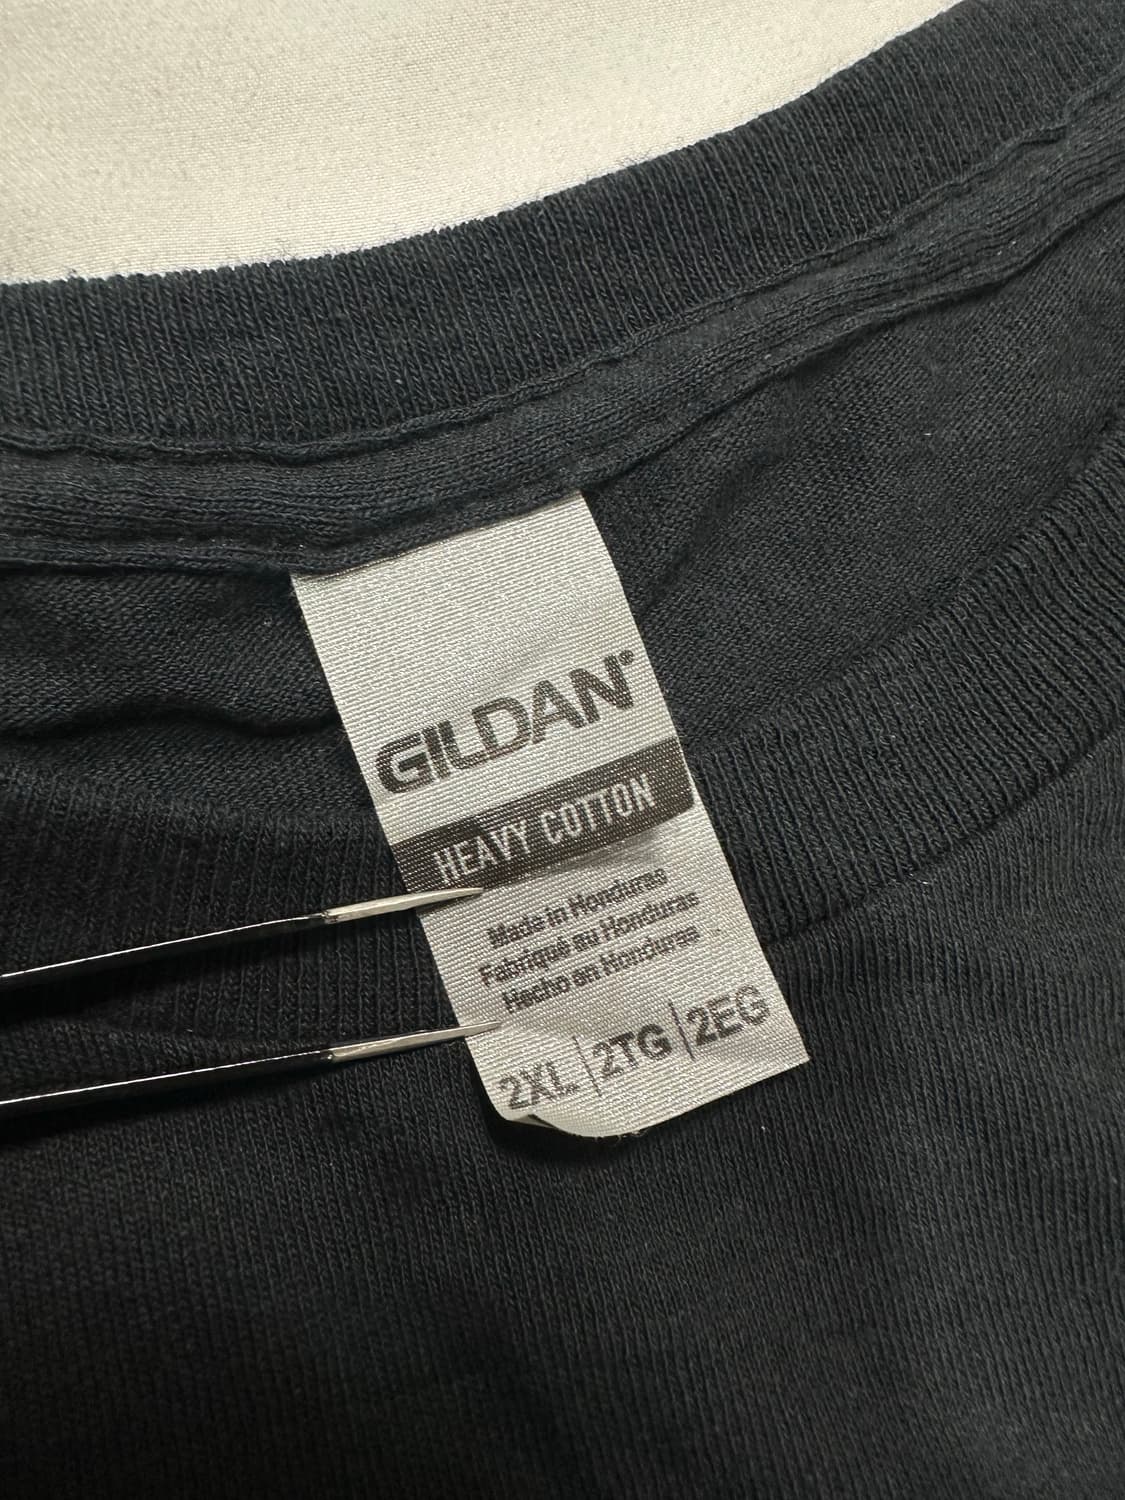 GILDAN®
HEAVY COTTON
Made in Honduras
Fabriqué au Honduras
Hecho en Honduras
2XL | 2TG | 2EG